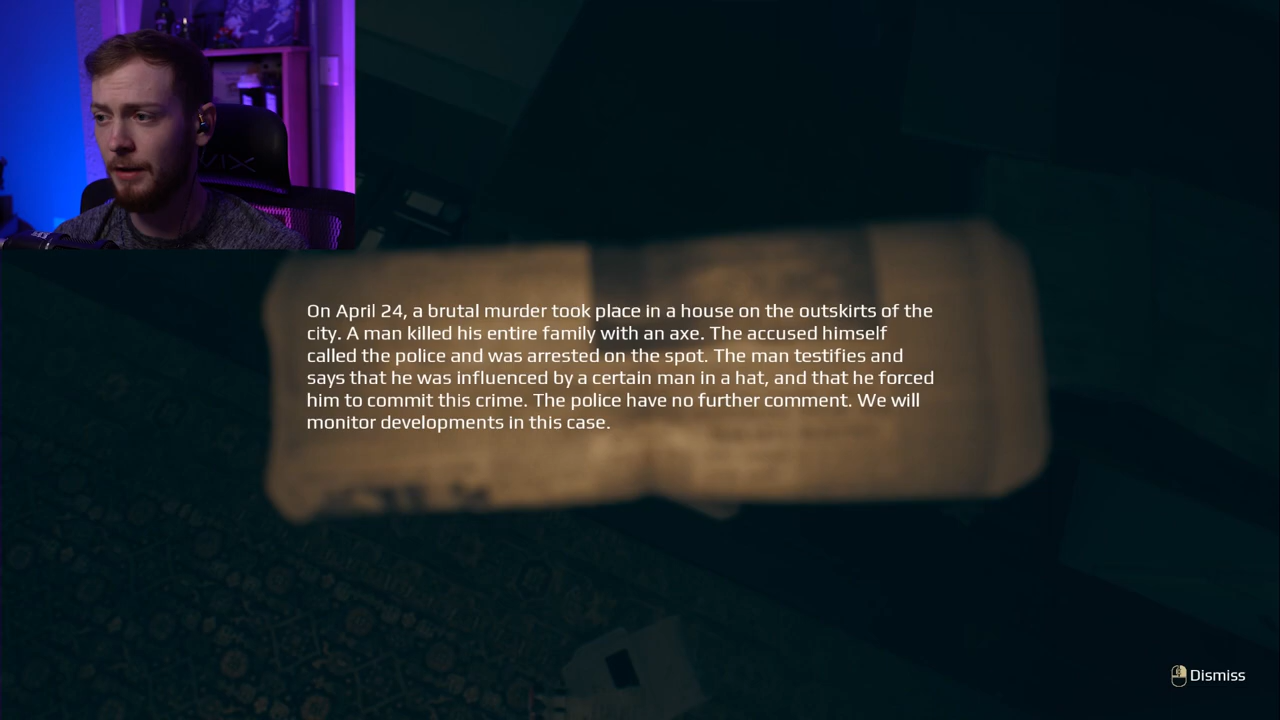 On April 24, a brutal murder took place in a house on the outskirts of the
city. A man killed his entire family with an axe. The accused himself
called the police and was arrested on the spot. The man testifies and
says that he was influenced by a certain man in a hat, and that he forced
him to commit this crime. The police have no further comment. We will
monitor developments in this case.
Dismiss